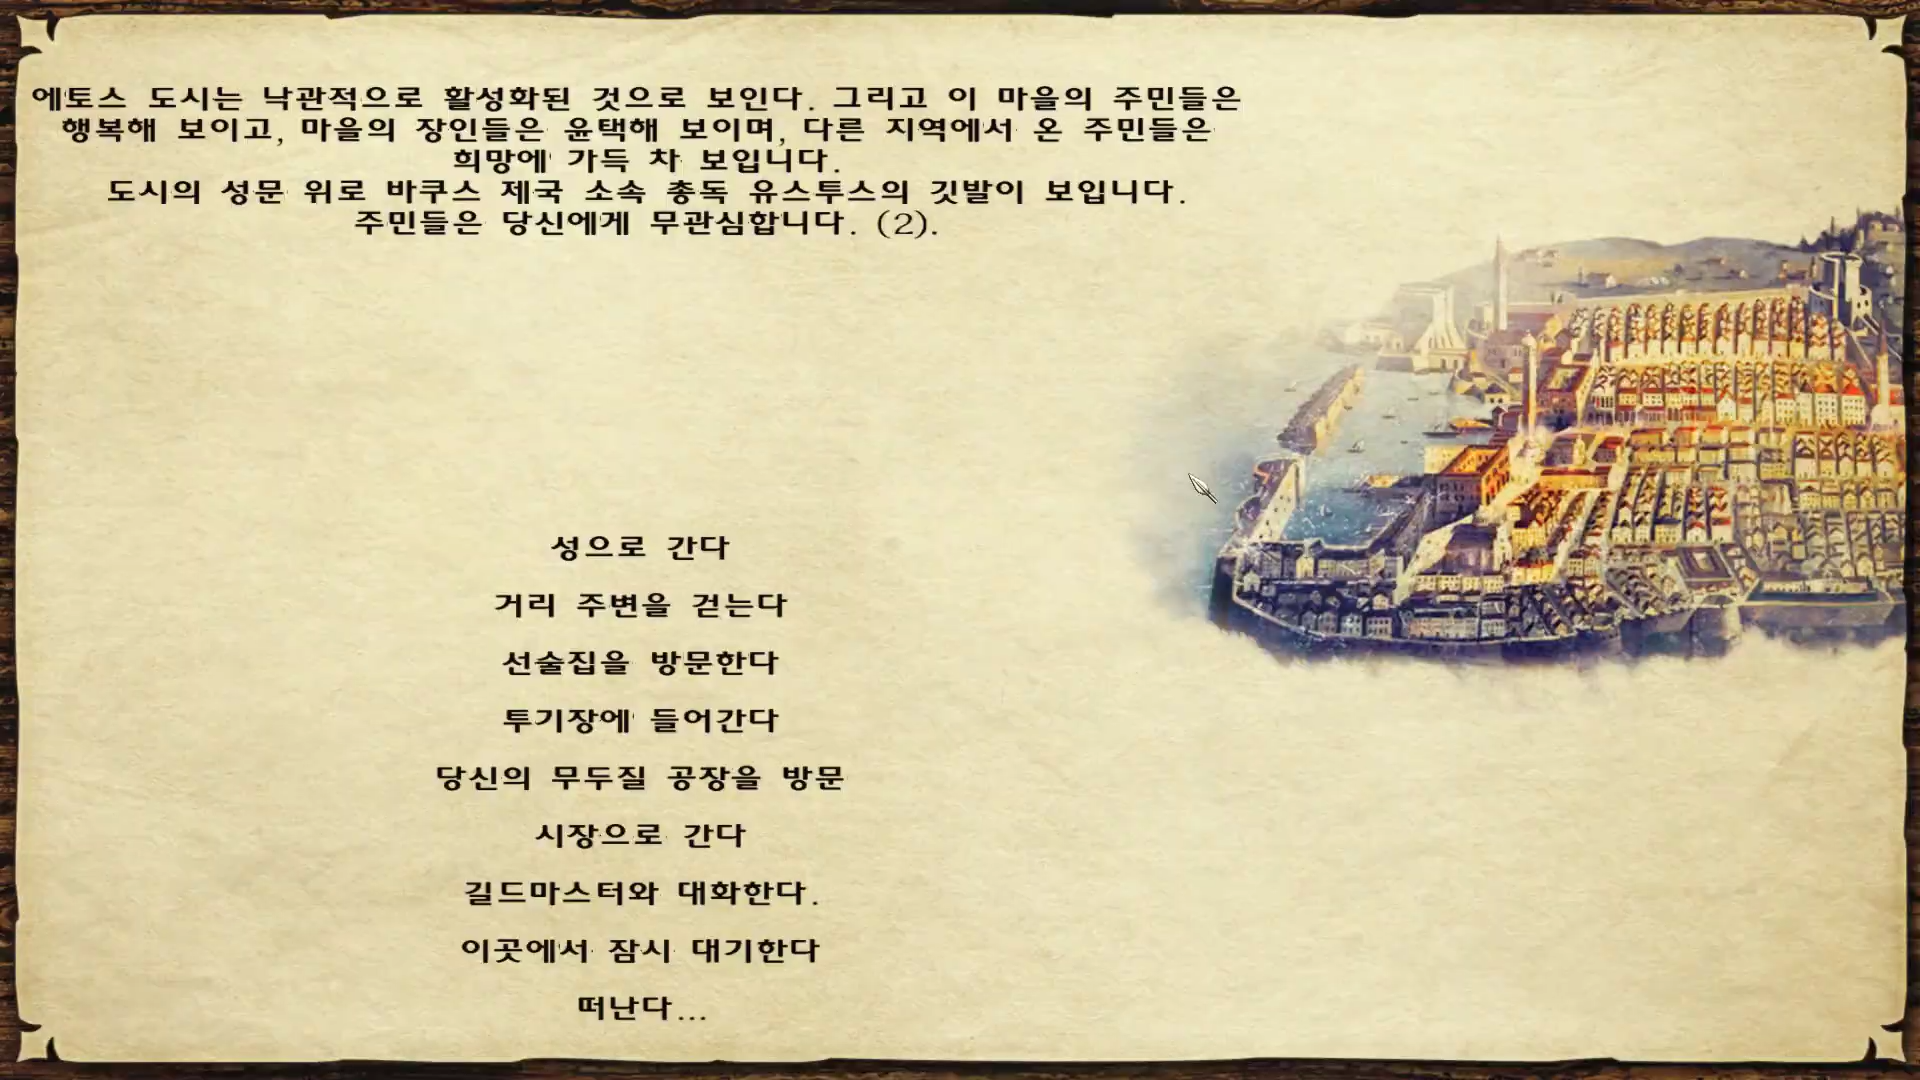 에토스 도시는 낙관적으로 활성화된 것으로 보인다. 그리고 이 마을의 주민들은
행복해 보이고, 마을의 장인들은 윤택해 보이며, 다른 지역에서 온 주민들은
희망에 가득 차 보입니다.
도시의 성문 위로 바쿠스 제국 소속 총독 유스투스의 깃발이 보입니다.
주민들은 당신에게 무관심합니다. (2).
성으로 간다
거리 주변을 걷는다
선술집을 방문한다
투기장에 들어간다
당신의 무두질 공장을 방문
시장으로 간다
길드마스터와 대화한다.
이곳에서 잠시 대기한다
떠난다...